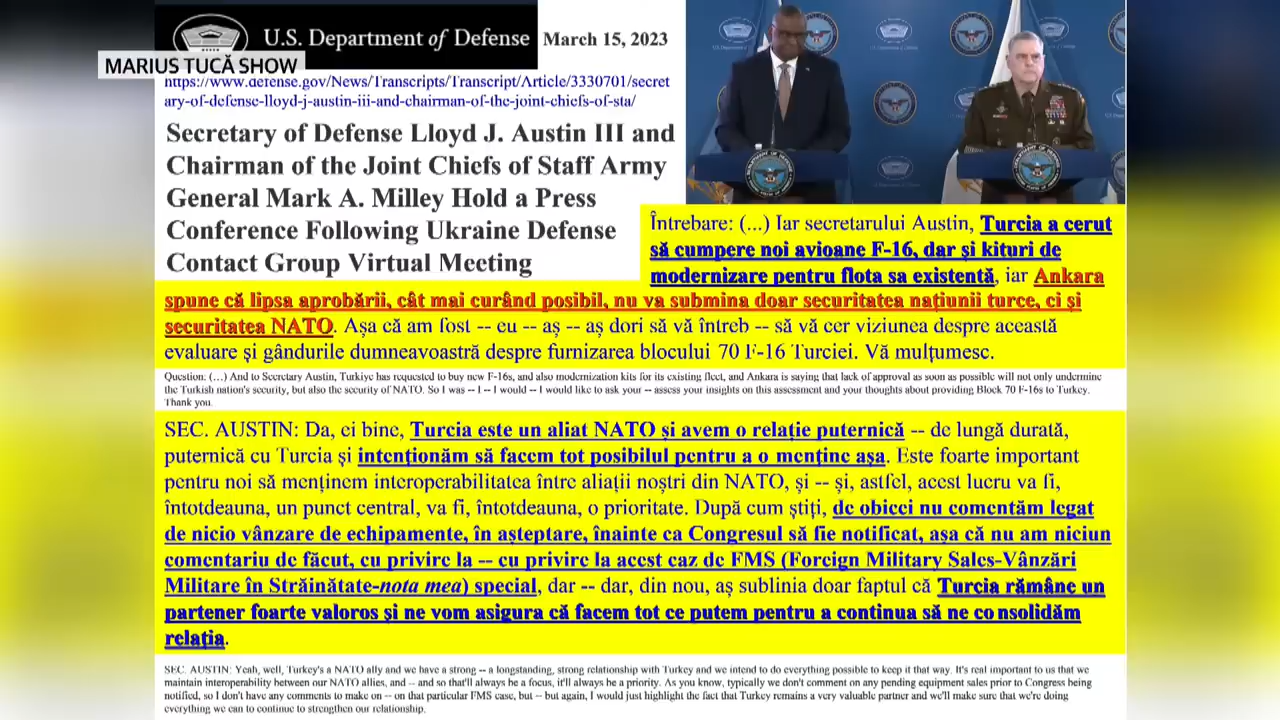 U.S. Department of Defense
March 15, 2023
MARIUS TUCĂ SHOW
https://www.defense.gov/News/Transcripts/Transcript/Article/3330701/secret
ary-of-defense-lloyd-j-austin-iii-and-chairman-of-the-joint-chiefs-of-sta/
Secretary of Defense Lloyd J. Austin III and
Chairman of the Joint Chiefs of Staff Army
General Mark A. Milley Hold a Press
Conference Following Ukraine Defense
Contact Group Virtual Meeting
Întrebare: (...) Iar secretarului Austin, Turcia a cerut
să cumpere noi avioane F-16, dar și kituri de
modernizare pentru flota sa existentă, iar Ankara
spune că lipsa aprobării, cât mai curând posibil, nu va submina doar securitatea națiunii turce, ci și
securitatea NATO. Așa că am fost -- eu -- aș -- aș dori să vă întreb -- să vă cer viziunea despre această
evaluare și gândurile dumneavoastră despre furnizarea blocului 70 F-16 Turciei. Vă mulțumesc.
Question: (…) And to Secretary Austin, Turkiye has requested to buy new F-16s, and also modernization kits for its existing fleet, and Ankara is saying that lack of approval as soon as possible will not only undermine
the Turkish nation's security, but also the security of NATO. So I was -- I -- I would -- I would like to ask your -- assess your insights on this assessment and your thoughts about providing Block 70 F-16s to Turkey.
Thank you.
SEC. AUSTIN: Da, ei bine, Turcia este un aliat NATO și avem o relație puternică -- de lungă durată,
puternică cu Turcia și intenționăm să facem tot posibilul pentru a o menține așa. Este foarte important
pentru noi să menținem interoperabilitatea între aliații noștri din NATO, și -- și, astfel, acest lucru va fi,
întotdeauna, un punct central, va fi, întotdeauna, o prioritate. După cum știți, de obicei nu comentăm legat
de nicio vânzare de echipamente, în așteptare, înainte ca Congresul să fie notificat, așa că nu am niciun
comentariu de făcut, cu privire la -- cu privire la acest caz de FMS (Foreign Military Sales-Vânzări
Militare în Străinătate-nota mea) special, dar -- dar, din nou, aș sublinia doar faptul că Turcia rămâne un
partener foarte valoros și ne vom asigura că facem tot ce putem pentru a continua să ne consolidăm
relația.
SEC. AUSTIN: Yeah, well, Turkey's a NATO ally and we have a strong -- a longstanding, strong relationship with Turkey and we intend to do everything possible to keep it that way. It's real important to us that we
maintain interoperability between our NATO allies, and -- and so that'll always be a focus, it'll always be a priority. As you know, typically we don't comment on any pending equipment sales prior to Congress being
notified, so I don't have any comments to make on -- on that particular FMS case, but -- but again, I would just highlight the fact that Turkey remains a very valuable partner and we'll make sure that we're doing
everything we can to continue to strengthen our relationship.